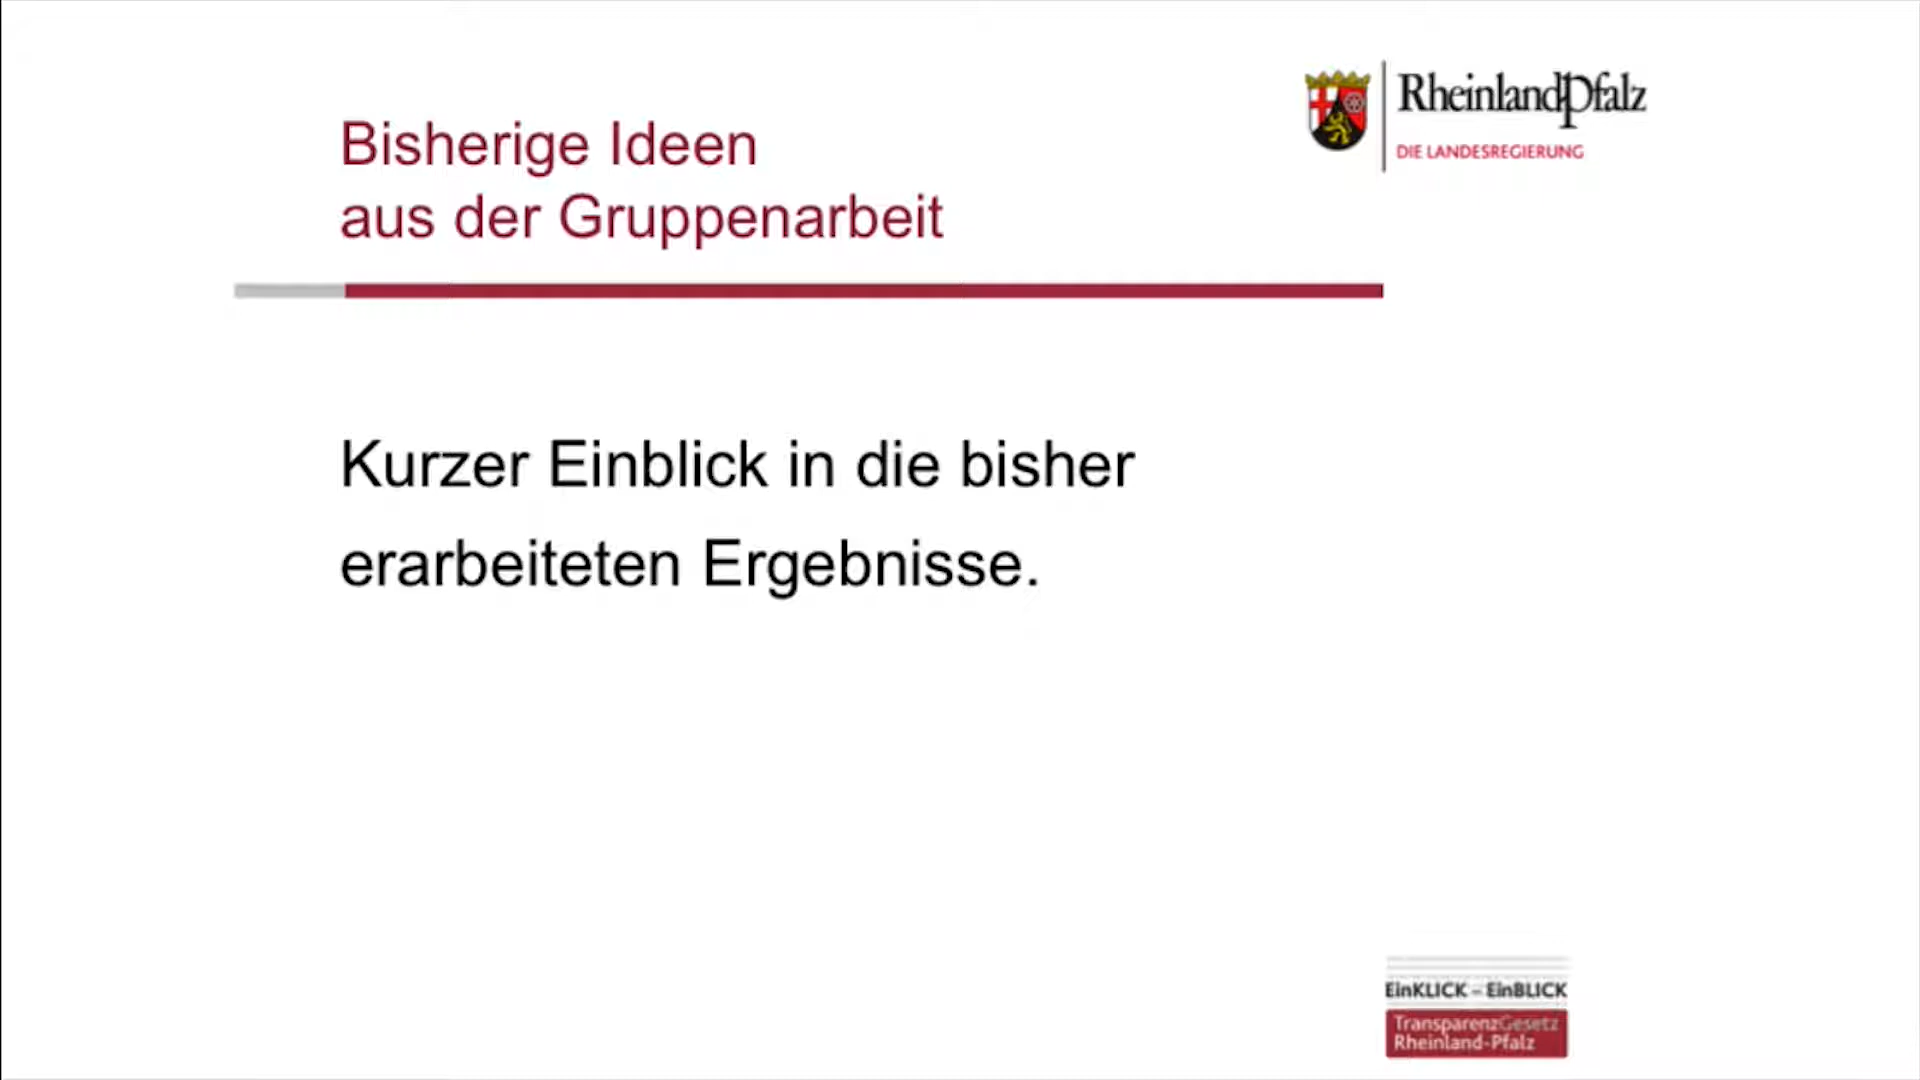 Bisherige Ideen
aus der Gruppenarbeit
RheinlandPfalz
DIE LANDESREGIERUNG
Kurzer Einblick in die bisher
erarbeiteten Ergebnisse.
EinKLICK – EinBLICK
TransparenzGesetz
Rheinland-Pfalz